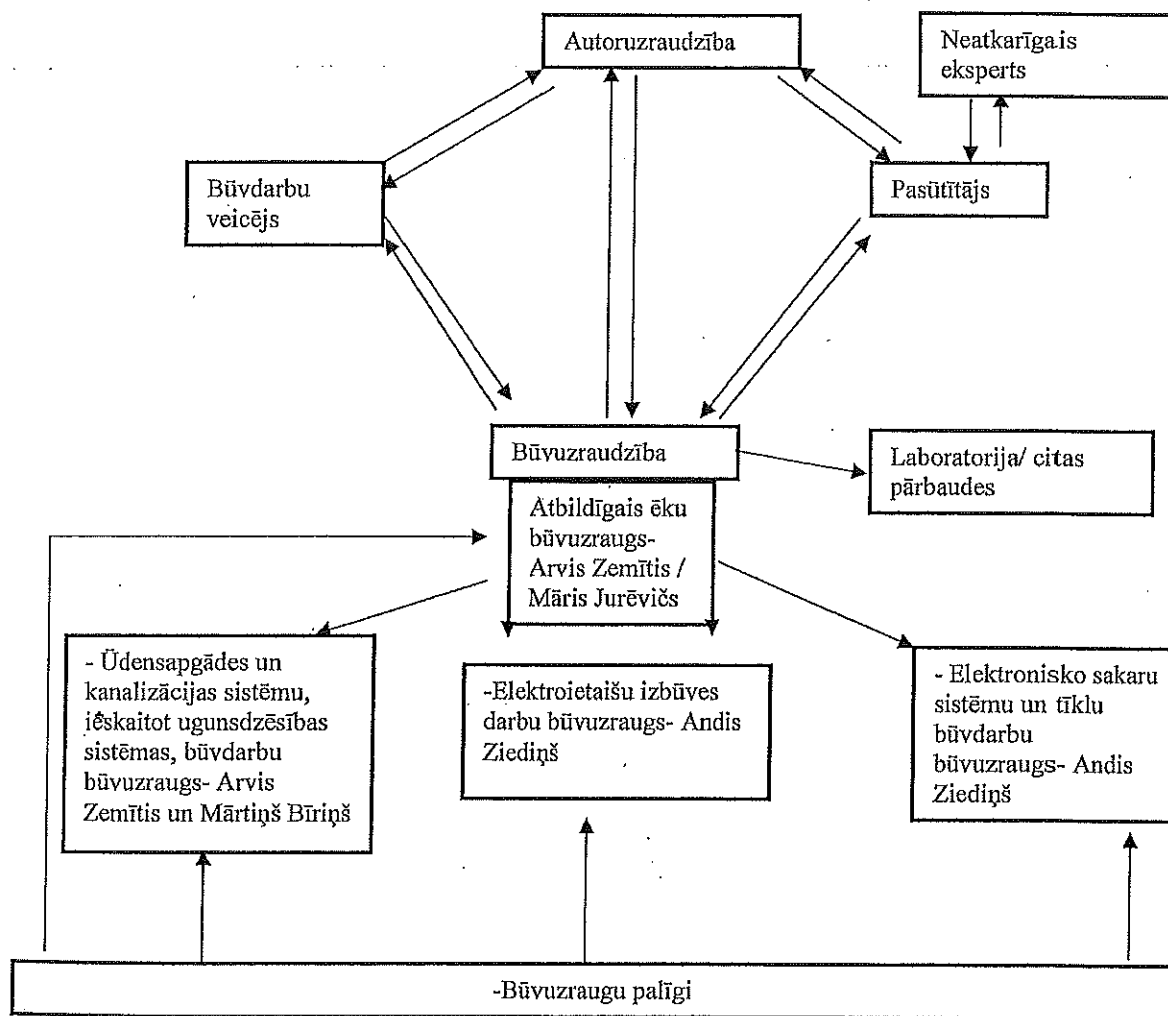 Autoruzraudzība
Neatkarīgais
eksperts
Būvdarbu
veicējs
Pasūtītājs
Būvuzraudzība
Laboratorija/ citas
pārbaudes
Atbildīgais ēku
būvuzraugs-
Arvis Zemītis /
Māris Jurēvičs
- Ūdensapgādes un
kanalizācijas sistēmu,
ieskaitot ugunsdzēsības
sistēmas, būvdarbu
būvuzraugs- Arvis
Zemītis un Mārtiņš Bīriņš
-Elektroietaišu izbūves
darbu būvuzraugs- Andis
Ziediņš
- Elektronisko sakaru
sistēmu un tīklu
būvdarbu
būvuzraugs- Andis
Ziediņš
-Būvuzraugu palīgi